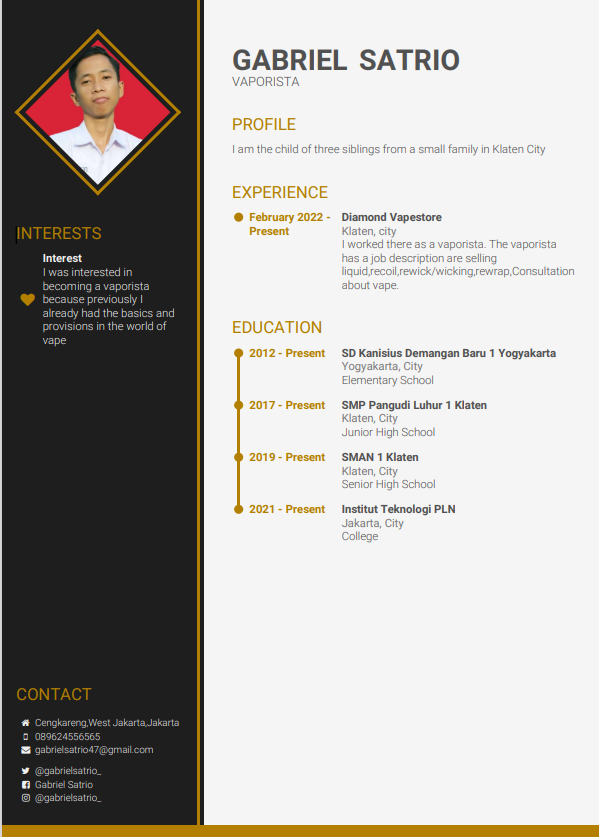 GABRIEL SATRIO
VAPORISTA
PROFILE
I am the child of three siblings from a small family in Klaten City
EXPERIENCE
February 2022 -
Present
Diamond Vapestore
Klaten, city
I worked there as a vaporista. The vaporista
has a job description are selling
liquid,recoil,rewick/wicking,rewrap,Consultation
about vape.
EDUCATION
2012 - Present
SD Kanisius Demangan Baru 1 Yogyakarta
Yogyakarta, City
Elementary School
2017 - Present
SMP Pangudi Luhur 1 Klaten
Klaten, City
Junior High School
2019 - Present
SMAN 1 Klaten
Klaten, City
Senior High School
2021 - Present
Institut Teknologi PLN
Jakarta, City
College
INTERESTS
Interest
I was interested in
becoming a vaporista
because previously I
already had the basics and
provisions in the world of
vape
CONTACT
Cengkareng,West Jakarta,Jakarta
089624556565
gabrielsatrio47@gmail.com
@gabrielsatrio_
Gabriel Satrio
@gabrielsatrio_